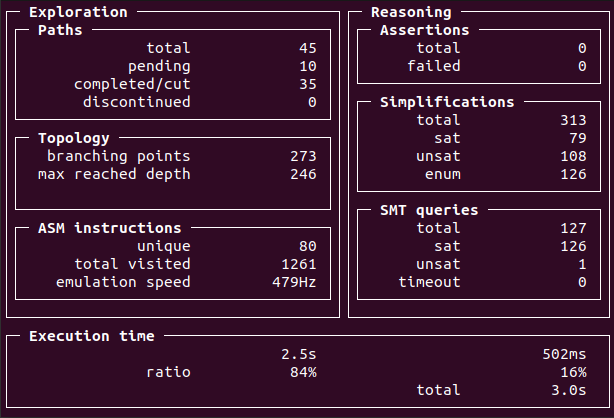 Exploration
Paths
total 45
pending 10
completed/cut 35
discontinued 0
Topology
branching points 273
max reached depth 246
ASM instructions
unique 80
total visited 1261
emulation speed 479Hz
Reasoning
Assertions
total 0
failed 0
Simplifications
total 313
sat 79
unsat 108
enum 126
SMT queries
total 127
sat 126
unsat 1
timeout 0
Execution time
2.5s 502ms
ratio 84% 16%
total 3.0s